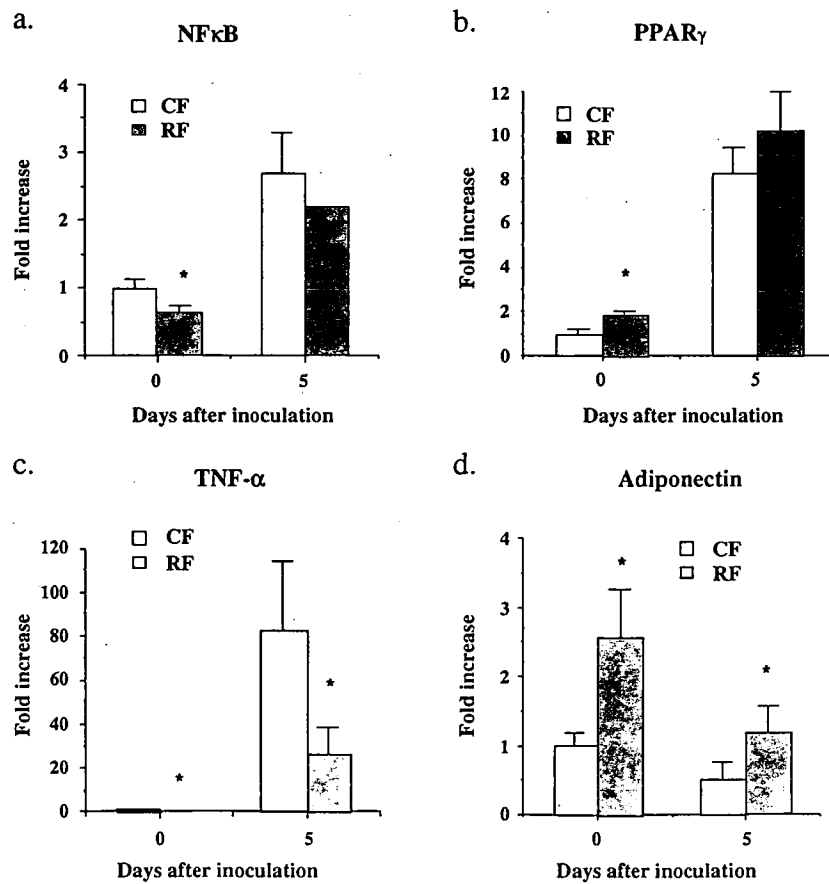 a.
NFκB
4
3
2
1
0
Fold increase
CF
RF
*
0
5
Days after inoculation
b.
PPARγ
12
10
8
6
4
2
0
Fold increase
CF
RF
*
0
5
Days after inoculation
c.
TNF-α
120
100
80
60
40
20
0
Fold increase
CF
RF
*
*
0
5
Days after inoculation
d.
Adiponectin
4
3
2
1
0
Fold increase
CF
RF
*
*
0
5
Days after inoculation